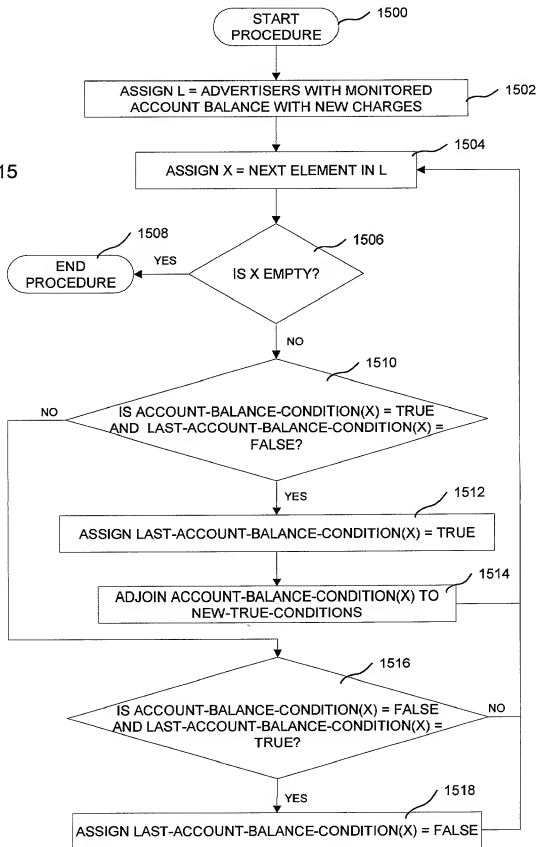 START
PROCEDURE
1500
ASSIGN L = ADVERTISERS WITH MONITORED
ACCOUNT BALANCE WITH NEW CHARGES
1502
15
ASSIGN X = NEXT ELEMENT IN L
1504
1508
END
PROCEDURE
YES
IS X EMPTY?
1506
NO
1510
NO
IS ACCOUNT-BALANCE-CONDITION(X) = TRUE
AND LAST-ACCOUNT-BALANCE-CONDITION(X) =
FALSE?
YES
1512
ASSIGN LAST-ACCOUNT-BALANCE-CONDITION(X) = TRUE
ADJOIN ACCOUNT-BALANCE-CONDITION(X) TO
NEW-TRUE-CONDITIONS
1514
1516
IS ACCOUNT-BALANCE-CONDITION(X) = FALSE
AND LAST-ACCOUNT-BALANCE-CONDITION(X) =
TRUE?
NO
YES
1518
ASSIGN LAST-ACCOUNT-BALANCE-CONDITION(X) = FALSE